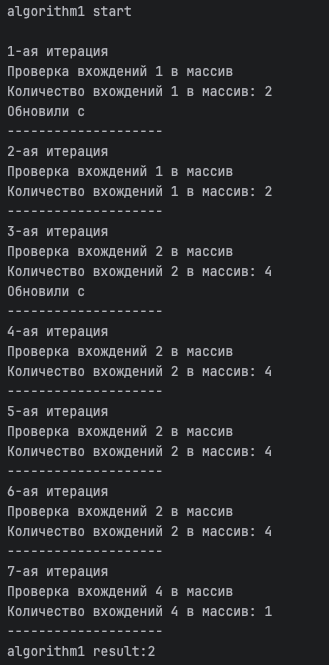 algorithm1 start
1-ая итерация
Проверка вхождений 1 в массив
Количество вхождений 1 в массив: 2
Обновили c
--------------------
2-ая итерация
Проверка вхождений 1 в массив
Количество вхождений 1 в массив: 2
--------------------
3-ая итерация
Проверка вхождений 2 в массив
Количество вхождений 2 в массив: 4
Обновили c
--------------------
4-ая итерация
Проверка вхождений 2 в массив
Количество вхождений 2 в массив: 4
--------------------
5-ая итерация
Проверка вхождений 2 в массив
Количество вхождений 2 в массив: 4
--------------------
6-ая итерация
Проверка вхождений 2 в массив
Количество вхождений 2 в массив: 4
--------------------
7-ая итерация
Проверка вхождений 4 в массив
Количество вхождений 4 в массив: 1
--------------------
algorithm1 result:2